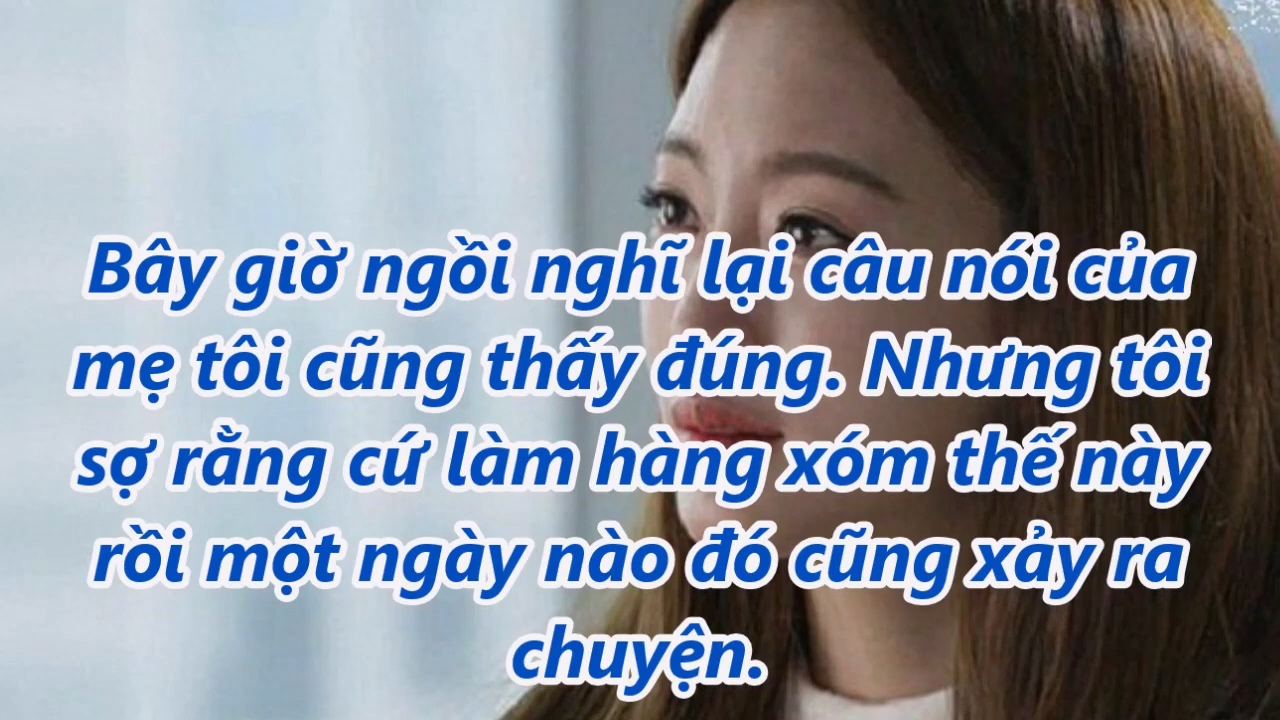 Bây giờ ngồi nghĩ lại câu nói của
mẹ tôi cũng thấy đúng. Nhưng tôi
sợ rằng cứ làm hàng xóm thế này
rồi một ngày nào đó cũng xảy ra
chuyện.